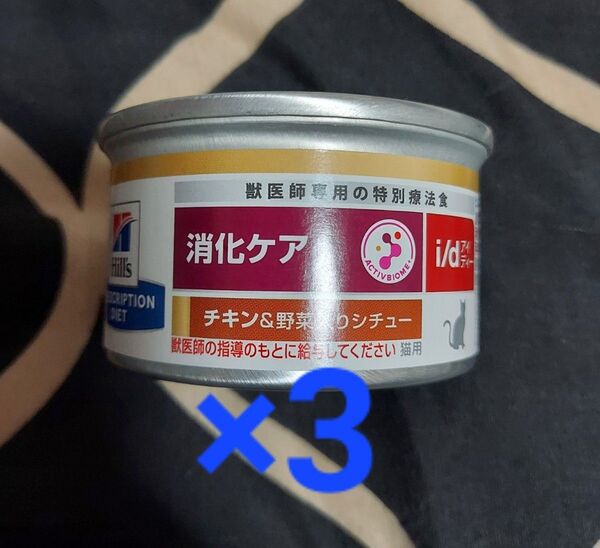 獣医師専用の特別療法食
Hill's
消化ケア
ACTIVBIOME+
i/d アイ
ディー
DIET
チキン&野菜入りシチュー
獣医師の指導のもとに給与してください 猫用
×3